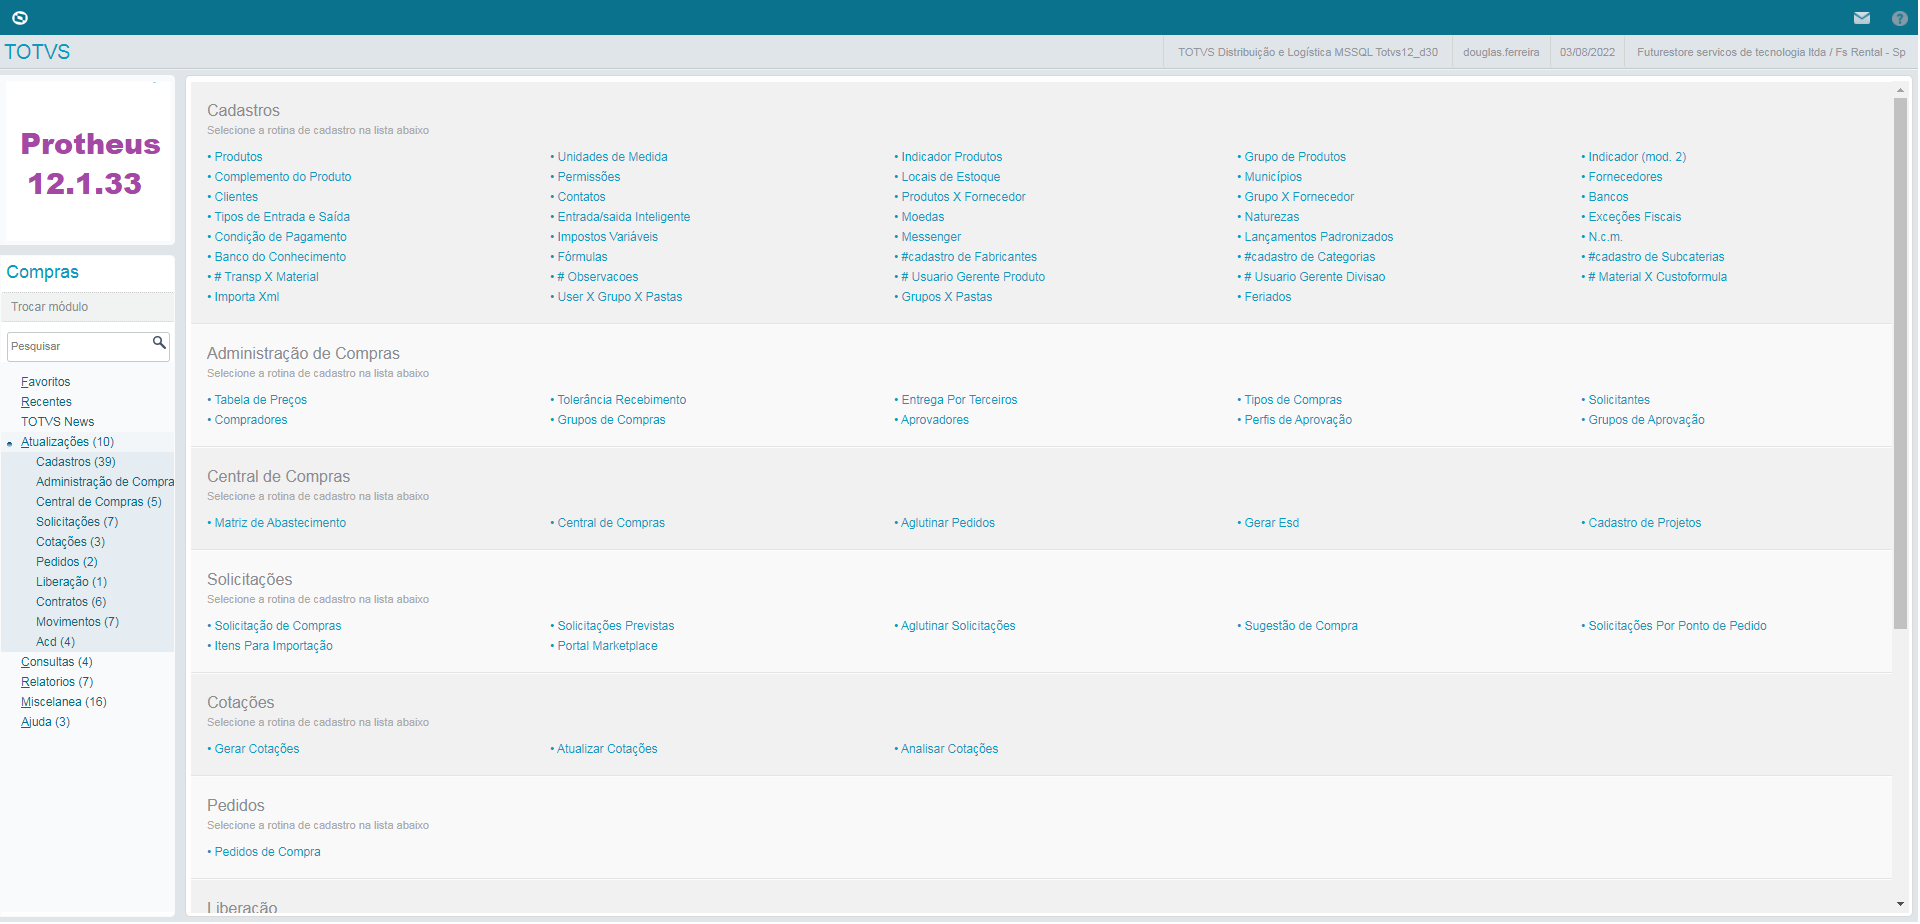 TOTVS
TOTVS Distribuição e Logística MSSQL Totvs12_d30
douglas.ferreira
03/08/2022
Futurestore servicos de tecnologia ltda / Fs Rental - Sp
Protheus
12.1.33
Compras
Trocar módulo
Pesquisar
Favoritos
Recentes
TOTVS News
Atualizações (10)
Cadastros (39)
Administração de Compra
Central de Compras (5)
Solicitações (7)
Cotações (3)
Pedidos (2)
Liberação (1)
Contratos (6)
Movimentos (7)
Acd (4)
Consultas (4)
Relatorios (7)
Miscelanea (16)
Ajuda (3)
Cadastros
Selecione a rotina de cadastro na lista abaixo
• Produtos • Unidades de Medida • Indicador Produtos • Grupo de Produtos • Indicador (mod. 2)
• Complemento do Produto • Permissões • Locais de Estoque • Municípios • Fornecedores
• Clientes • Contatos • Produtos X Fornecedor • Grupo X Fornecedor • Bancos
• Tipos de Entrada e Saída • Entrada/saida Inteligente • Moedas • Naturezas • Exceções Fiscais
• Condição de Pagamento • Impostos Variáveis • Messenger • Lançamentos Padronizados • N.c.m.
• Banco do Conhecimento • Fórmulas • #cadastro de Fabricantes • #cadastro de Categorias • #cadastro de Subcaterias
• # Transp X Material • # Observacoes • # Usuario Gerente Produto • # Usuario Gerente Divisao • # Material X Custoformula
• Importa Xml • User X Grupo X Pastas • Grupos X Pastas • Feriados
Administração de Compras
Selecione a rotina de cadastro na lista abaixo
• Tabela de Preços • Tolerância Recebimento • Entrega Por Terceiros • Tipos de Compras • Solicitantes
• Compradores • Grupos de Compras • Aprovadores • Perfis de Aprovação • Grupos de Aprovação
Central de Compras
Selecione a rotina de cadastro na lista abaixo
• Matriz de Abastecimento • Central de Compras • Aglutinar Pedidos • Gerar Esd • Cadastro de Projetos
Solicitações
Selecione a rotina de cadastro na lista abaixo
• Solicitação de Compras • Solicitações Previstas • Aglutinar Solicitações • Sugestão de Compra • Solicitações Por Ponto de Pedido
• Itens Para Importação • Portal Marketplace
Cotações
Selecione a rotina de cadastro na lista abaixo
• Gerar Cotações • Atualizar Cotações • Analisar Cotações
Pedidos
Selecione a rotina de cadastro na lista abaixo
• Pedidos de Compra
Liberação